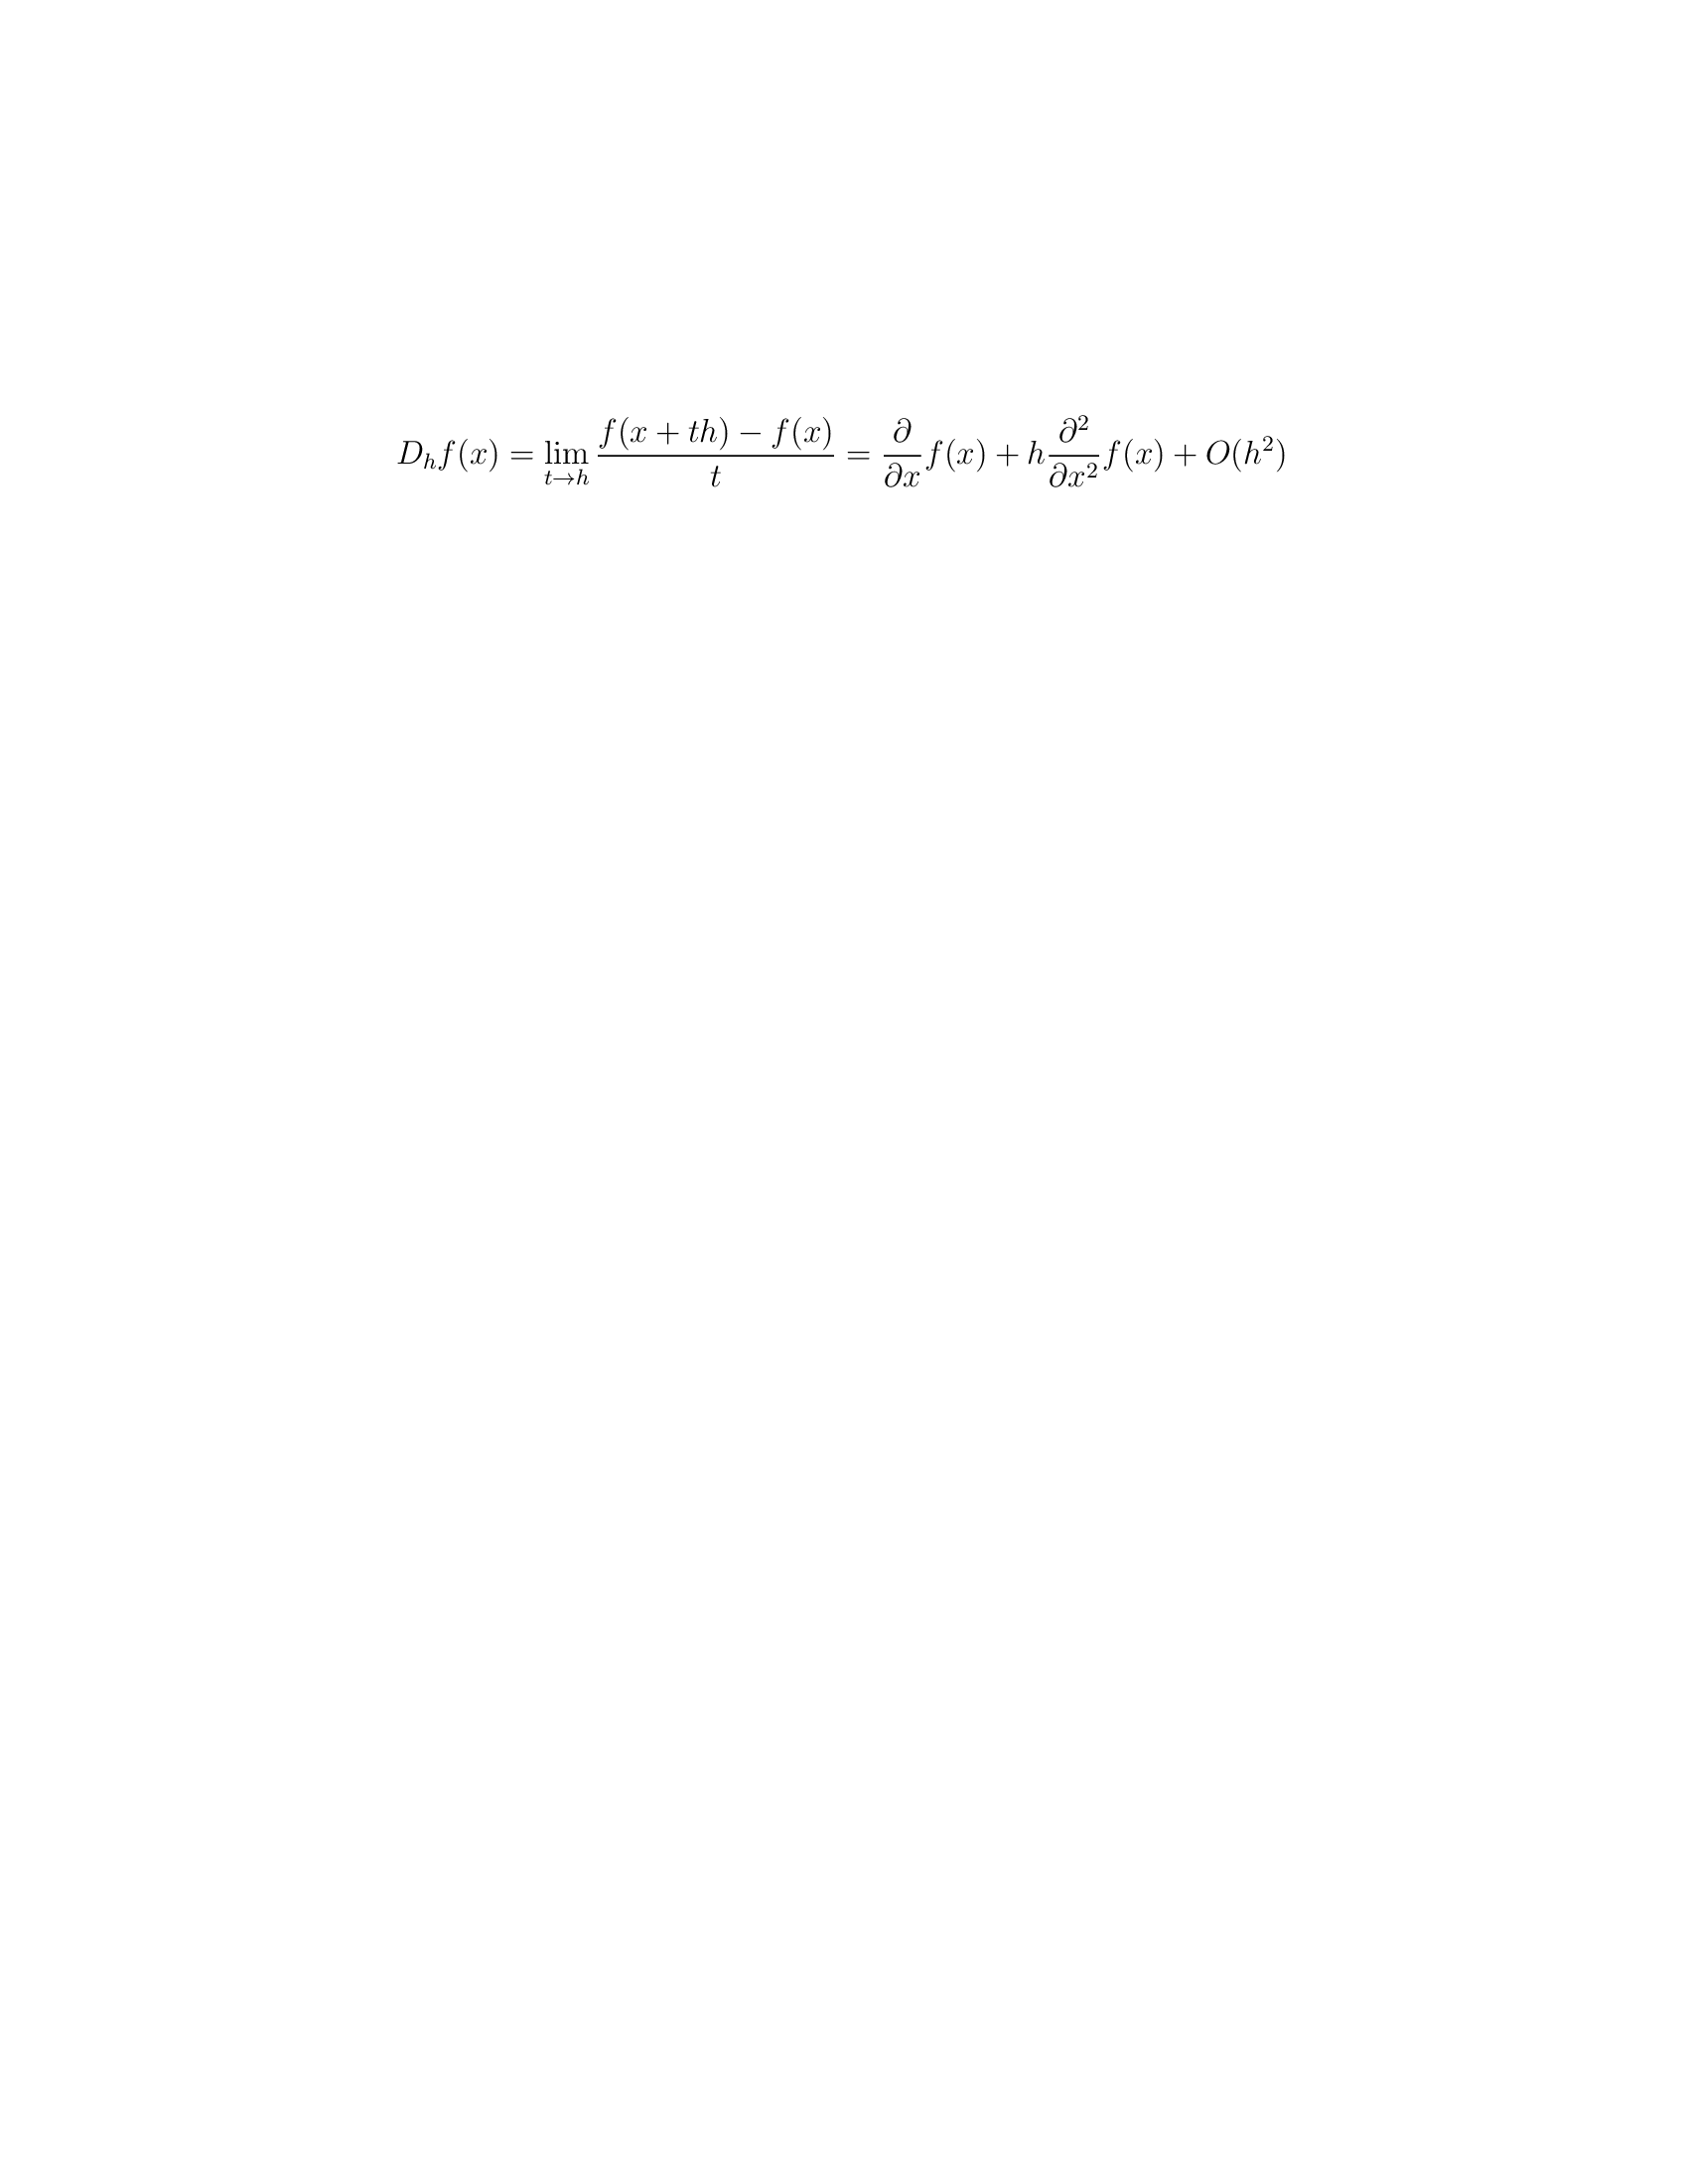 $D_h f(x) = \lim_{t \to h} \frac{f(x + th) - f(x)}{t} = \frac{\partial}{\partial x} f(x) + h \frac{\partial^2}{\partial x^2} f(x) + O(h^2)$